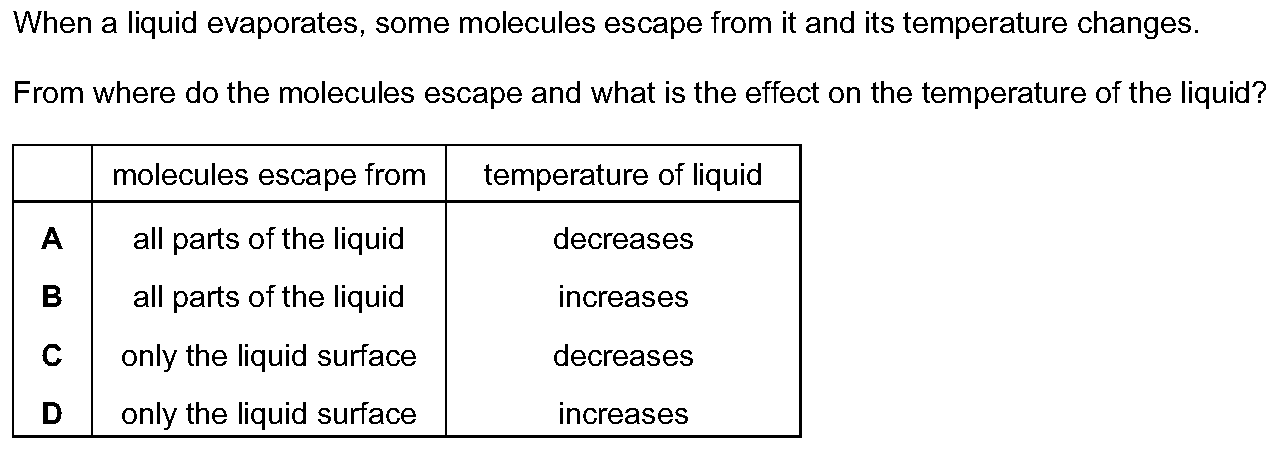 When a liquid evaporates, some molecules escape from it and its temperature changes.
From where do the molecules escape and what is the effect on the temperature of the liquid?
molecules escape from temperature of liquid
A all parts of the liquid decreases
B all parts of the liquid increases
C only the liquid surface decreases
D only the liquid surface increases